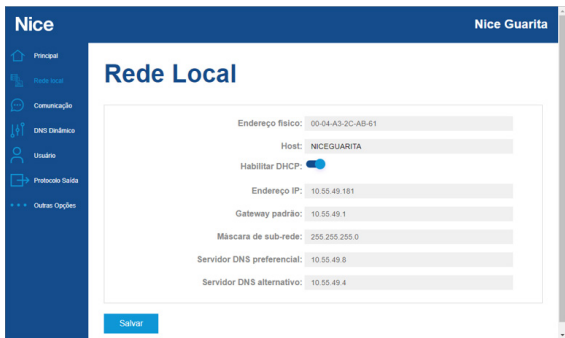 Nice
Nice Guarita
Principal
Rede local
Comunicação
DNS Dinâmico
Usuário
Protocolo Saída
Outras Opções
Rede Local
Endereço físico: 00-04-A3-2C-AB-61
Host: NICEGUARITA
Habilitar DHCP:
Endereço IP: 10.55.49.181
Gateway padrão: 10.55.49.1
Máscara de sub-rede: 255.255.255.0
Servidor DNS preferencial: 10.55.49.8
Servidor DNS alternativo: 10.55.49.4
Salvar